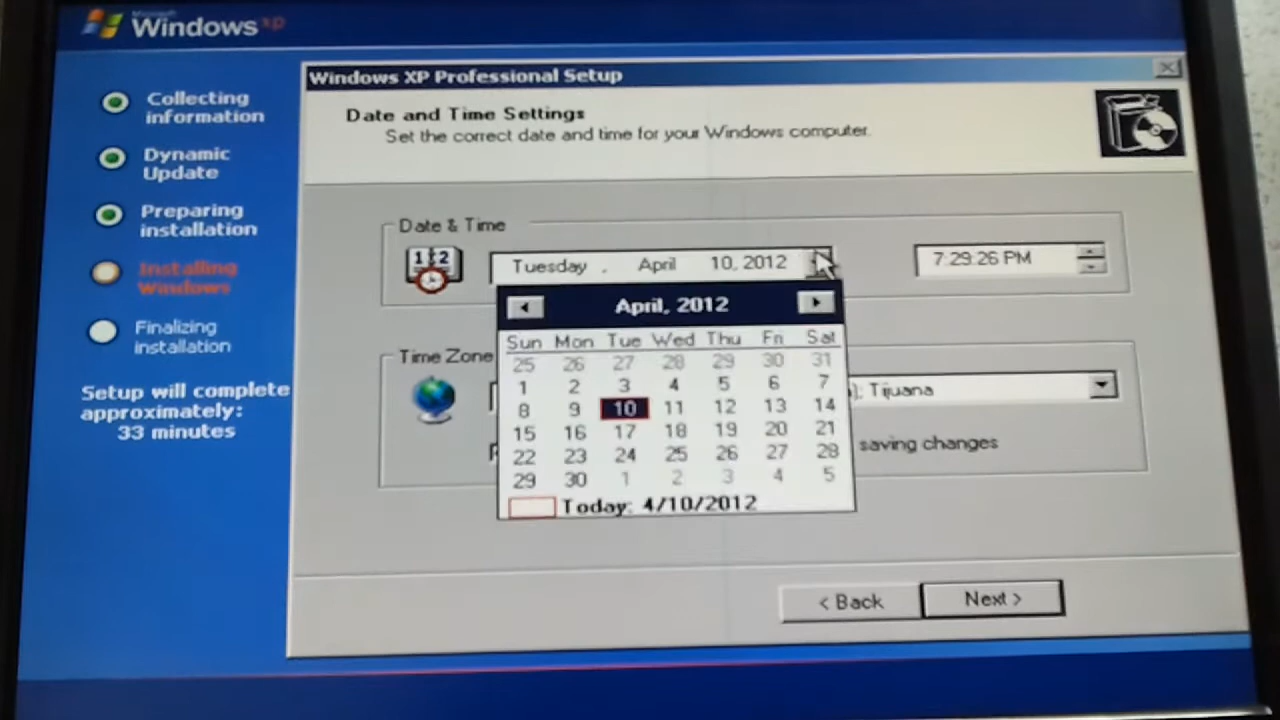 Microsoft
Windows xp
Windows XP Professional Setup
Collecting
information
Dynamic
Update
Preparing
installation
Installing
Windows
Finalizing
installation
Setup will complete
approximately:
33 minutes
Date and Time Settings
Set the correct date and time for your Windows computer.
Date & Time
12
Tuesday , April 10, 2012
7:29:26 PM
April, 2012
Sun Mon Tue Wed Thu Fri Sat
25 26 27 28 29 30 31
1 2 3 4 5 6 7
8 9 10 11 12 13 14
15 16 17 18 19 20 21
22 23 24 25 26 27 28
29 30 1 2 3 4 5
Today: 4/10/2012
Time Zone
); Tijuana
saving changes
< Back
Next >